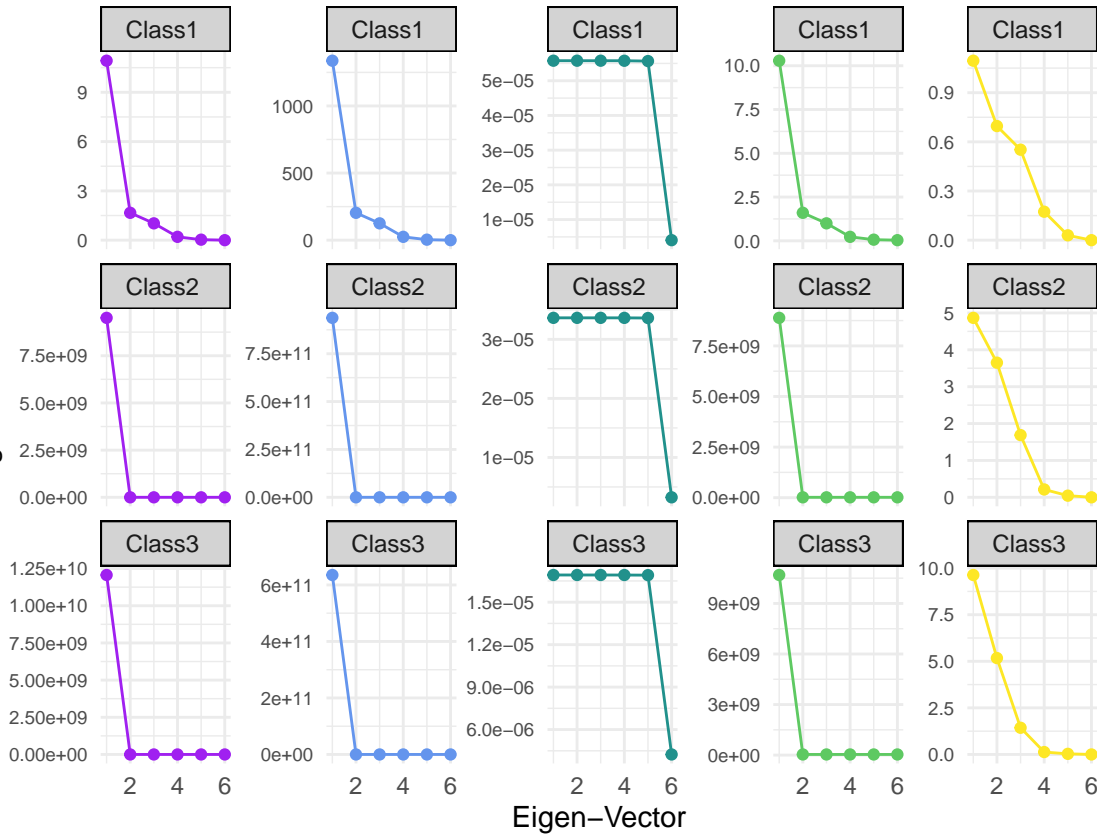 Class1 Class1 Class1 Class1 Class1
9
6
3
0
1000
500
0
5e−05
4e−05
3e−05
2e−05
1e−05
10.0
7.5
5.0
2.5
0.0
0.9
0.6
0.3
0.0
Class2 Class2 Class2 Class2 Class2
7.5e+09
5.0e+09
2.5e+09
0.0e+00
7.5e+11
5.0e+11
2.5e+11
0.0e+00
3e−05
2e−05
1e−05
7.5e+09
5.0e+09
2.5e+09
0.0e+00
5
4
3
2
1
0
Class3 Class3 Class3 Class3 Class3
1.25e+10
1.00e+10
7.50e+09
5.00e+09
2.50e+09
0.00e+00
6e+11
4e+11
2e+11
0e+00
1.5e−05
1.2e−05
9.0e−06
6.0e−06
9e+09
6e+09
3e+09
0e+00
10.0
7.5
5.0
2.5
0.0
2 4 6 2 4 6 2 4 6 2 4 6 2 4 6
Eigen−Vector